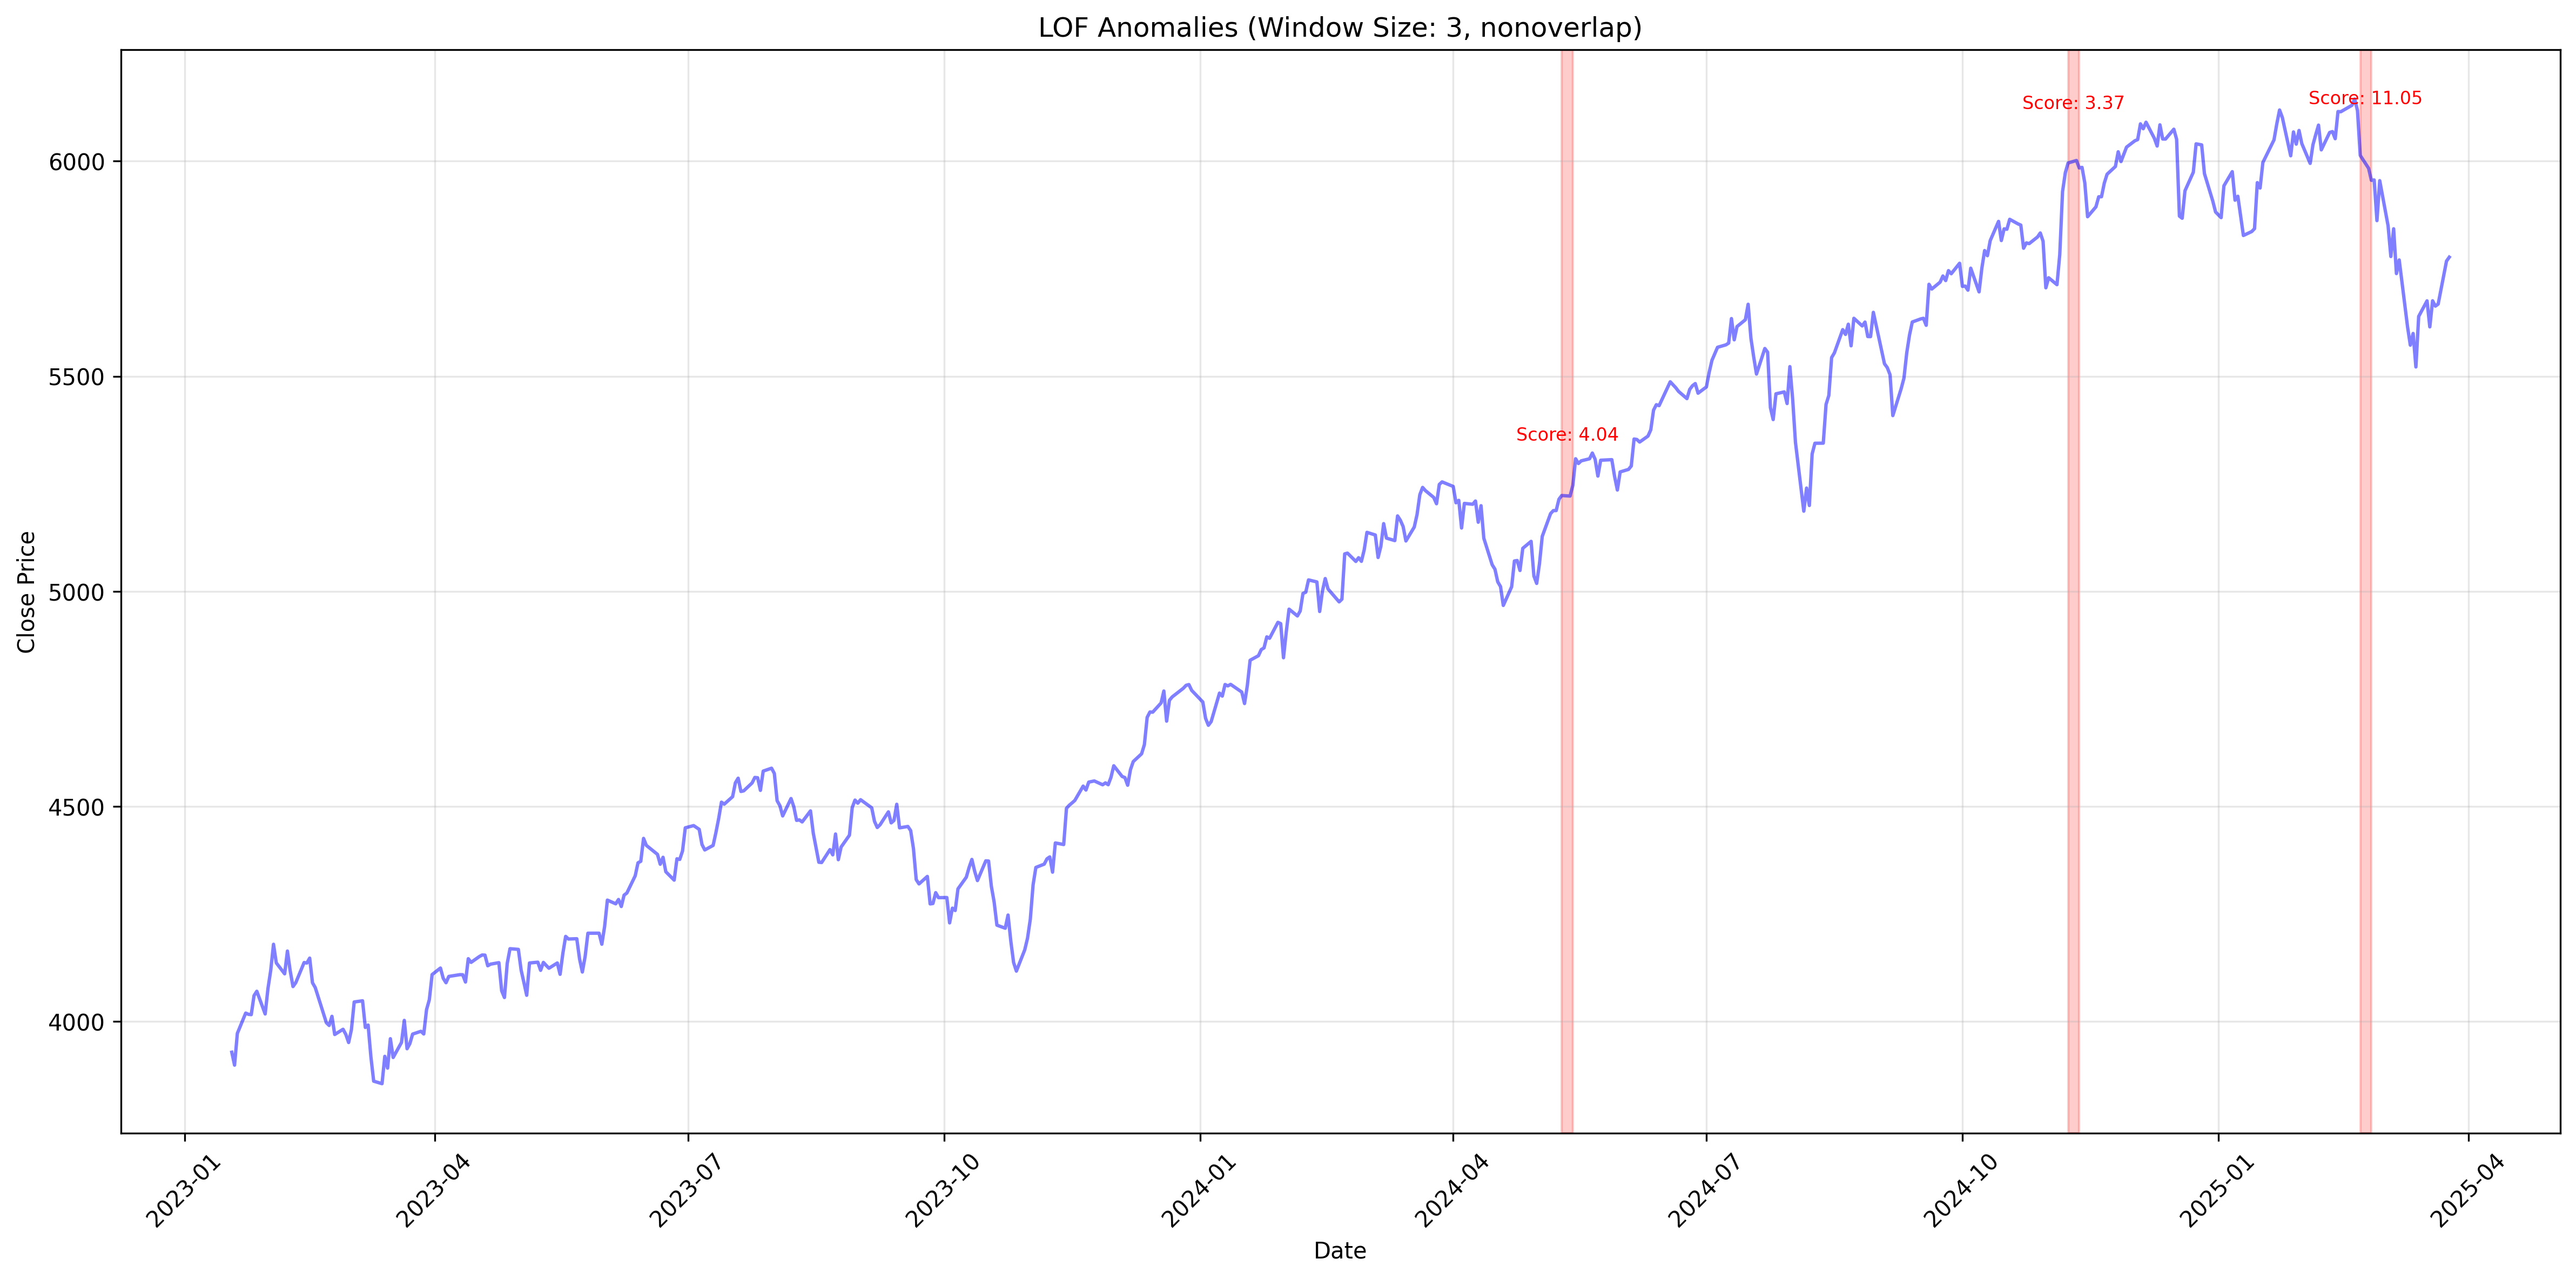 LOF Anomalies (Window Size: 3, nonoverlap)
Score: 11.05
Score: 3.37
Score: 4.04
Close Price
6000
5500
5000
4500
4000
2023-01
2023-04
2023-07
2023-10
2024-01
2024-04
2024-07
2024-10
2025-01
2025-04
Date